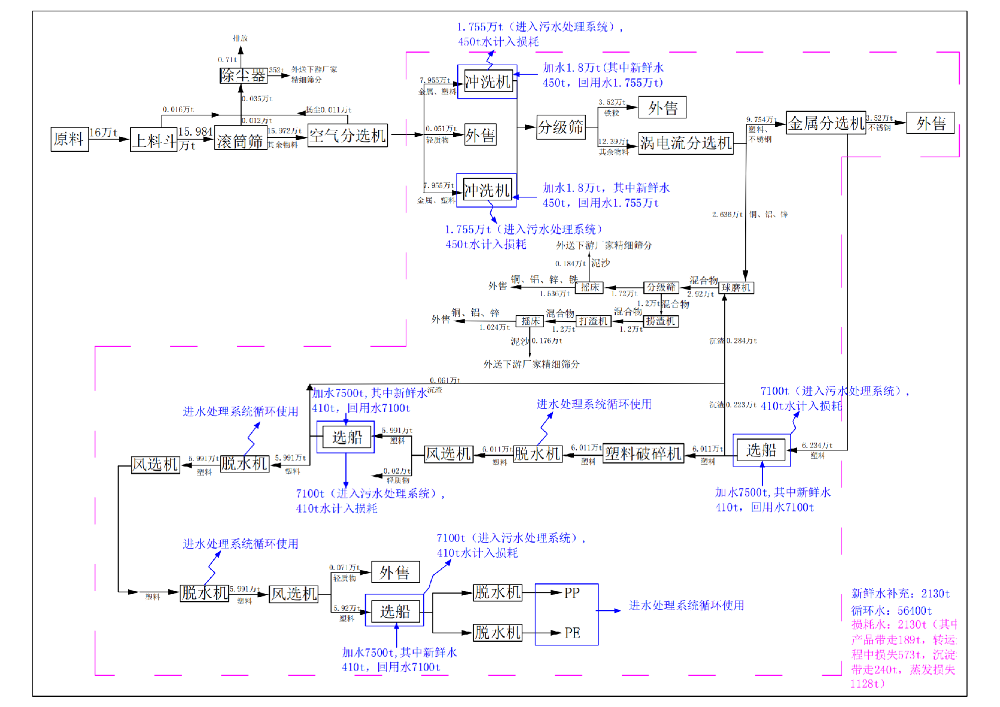 1.755万t（进入污水处理系统）,
450t水计入损耗
排放
0.71t
除尘器
352t
外送下游厂家
精细筛分
0.035万t
0.016万t
扬尘0.011万t
0.012万t
原料
16万t
上料斗
15.984
万t
滚筒筛
15.972万t
其余物料
空气分选机
7.955万t
金属、塑料
冲洗机
加水1.8万t(其中新鲜水
450t，回用水1.755万t)
0.051万t
轻质物
外售
7.955万t
金属、塑料
冲洗机
加水1.8万t，其中新鲜水
450t，回用水1.755万t
1.755万t（进入污水处理系统）
450t水计入损耗
分级筛
3.52万t
铁粒
外售
12.39万t
其余物料
涡电流分选机
9.754万t
塑料、
不锈钢
金属分选机
3.52万t
不锈钢
外售
2.636万t
铜、铝、锌
外送下游厂家精细筛分
0.184万t
泥沙
外售
铜、铝、锌、铁
1.536万t
摇床
1.72万t
分级筛
混合物
2.92万t
球磨机
1.2万t
混合物
外售
铜、铝、锌
1.024万t
摇床
混合物
1.2万t
打渣机
混合物
1.2万t
捞渣机
泥沙
0.176万t
外送下游厂家精细筛分
沉渣
0.284万t
0.061万t
沉渣
沉渣
0.223万t
加水7500t,其中新鲜水
410t，回用水7100t
进水处理系统循环使用
进水处理系统循环使用
7100t（进入污水处理系统）,
410t水计入损耗
风选机
5.991万t
塑料
脱水机
5.991万t
塑料
选船
5.991万t
塑料
0.02万t
轻质物
风选机
6.011万t
塑料
脱水机
6.011万t
塑料
塑料破碎机
6.011万t
塑料
选船
6.234万t
塑料
7100t（进入污水处理系统）,
410t水计入损耗
加水7500t,其中新鲜水
410t，回用水7100t
进水处理系统循环使用
7100t（进入污水处理系统）,
410t水计入损耗
塑料
脱水机
5.991万t
塑料
风选机
0.071万t
轻质物
外售
5.92万t
塑料
选船
脱水机
PP
脱水机
PE
进水处理系统循环使用
加水7500t,其中新鲜水
410t，回用水7100t
新鲜水补充：2130t
循环水：56400t
损耗水：2130t（其中
产品带走189t，转运
程中损失573t，沉淀
带走240t，蒸发损失
1128t）